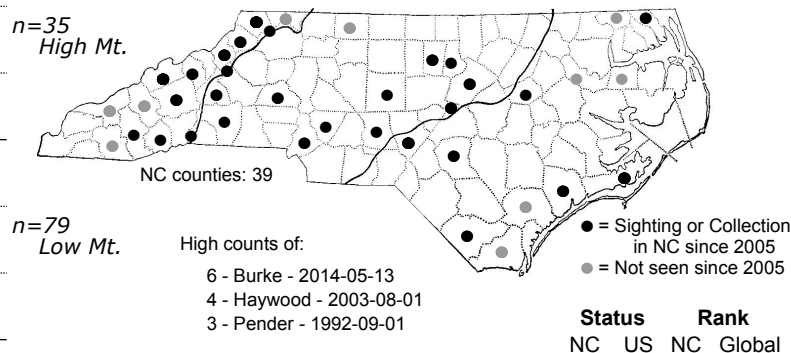 n=35
High Mt.
NC counties: 39
n=79
Low Mt.
High counts of:
6 - Burke - 2014-05-13
4 - Haywood - 2003-08-01
3 - Pender - 1992-09-01
● = Sighting or Collection
in NC since 2005
● = Not seen since 2005
Status Rank
NC US NC Global